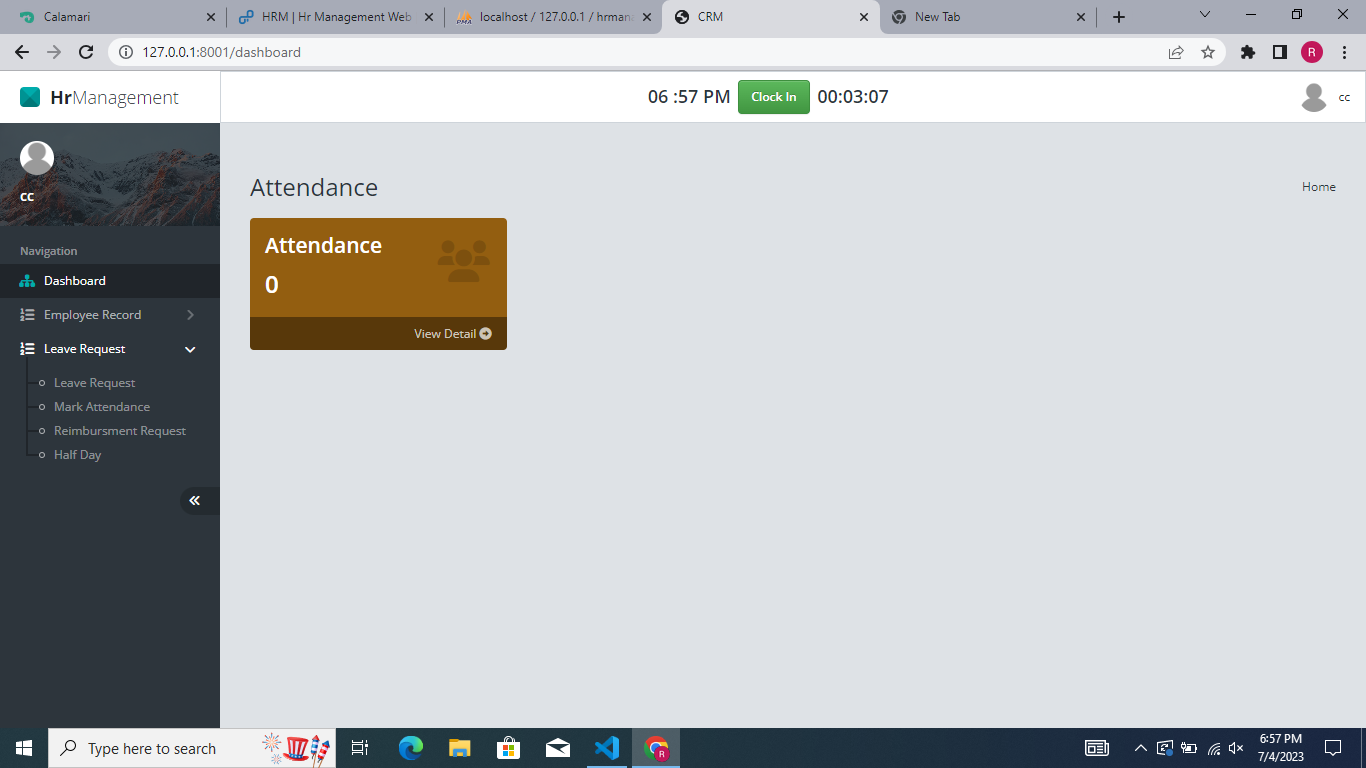 Calamari
HRM | Hr Management Web
localhost / 127.0.0.1 / hrmana
CRM
New Tab
127.0.0.1:8001/dashboard
R
HrManagement
06 :57 PM
Clock In
00:03:07
cc
cc
Navigation
Dashboard
Employee Record
Leave Request
Leave Request
Mark Attendance
Reimbursment Request
Half Day
Attendance
Home
Attendance
0
View Detail
Type here to search
R
6:57 PM
7/4/2023